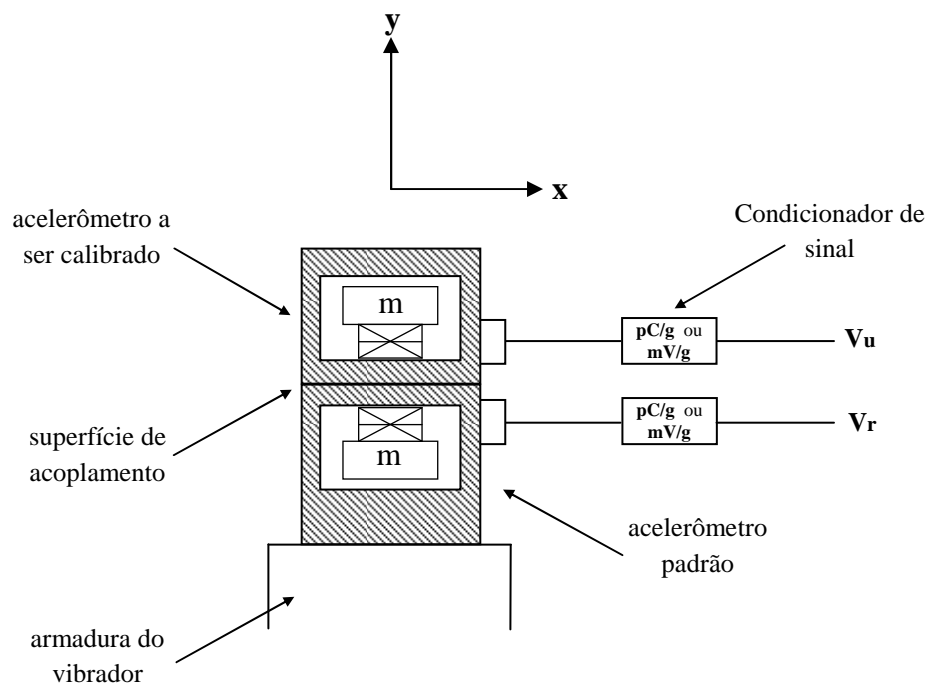 y
x
acelerômetro a
ser calibrado
Condicionador de
sinal
m
pC/g ou
mV/g
Vu
superfície de
acoplamento
m
pC/g ou
mV/g
Vr
acelerômetro
padrão
armadura do
vibrador